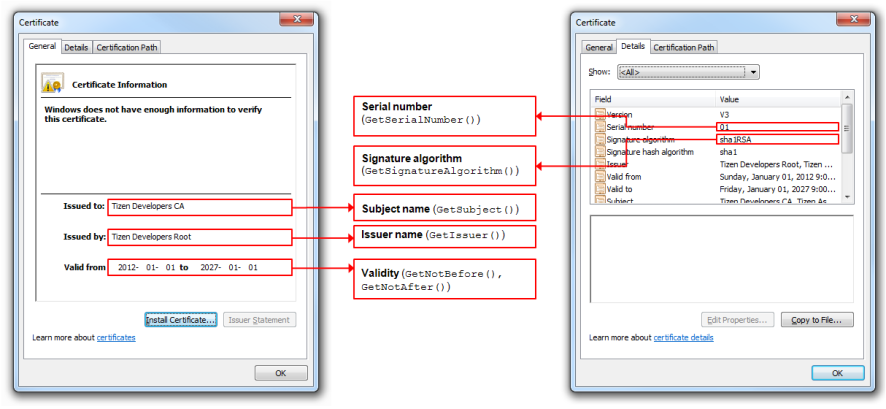 Certificate
General Details Certification Path
Certificate Information
Windows does not have enough information to verify
this certificate.
Issued to: Tizen Developers CA
Issued by: Tizen Developers Root
Valid from 2012- 01- 01 to 2027- 01- 01
Install Certificate... Issuer Statement
Learn more about certificates
OK
Serial number
(GetSerialNumber())
Signature algorithm
(GetSignatureAlgorithm())
Subject name (GetSubject())
Issuer name (GetIssuer())
Validity (GetNotBefore(),
GetNotAfter())
Certificate
General Details Certification Path
Show: <All>
Field Value
Version V3
Serial number 01
Signature algorithm sha1RSA
Signature hash algorithm sha1
Issuer Tizen Developers Root, Tizen ...
Valid from Sunday, January 01, 2012 9:0...
Valid to Friday, January 01, 2027 9:00...
Subject Tizen Developers CA, Tizen As...
Edit Properties... Copy to File...
Learn more about certificate details
OK